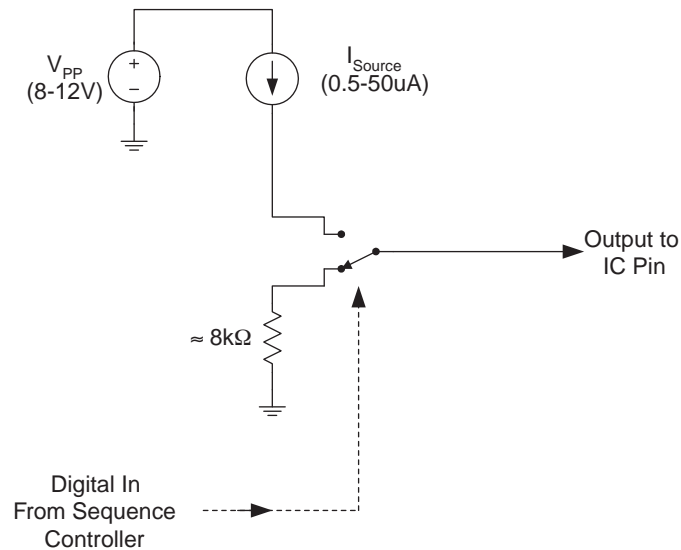 V_PP
(8-12V)
I_Source
(0.5-50uA)
+
−
Output to
IC Pin
≈ 8kΩ
Digital In
From Sequence
Controller